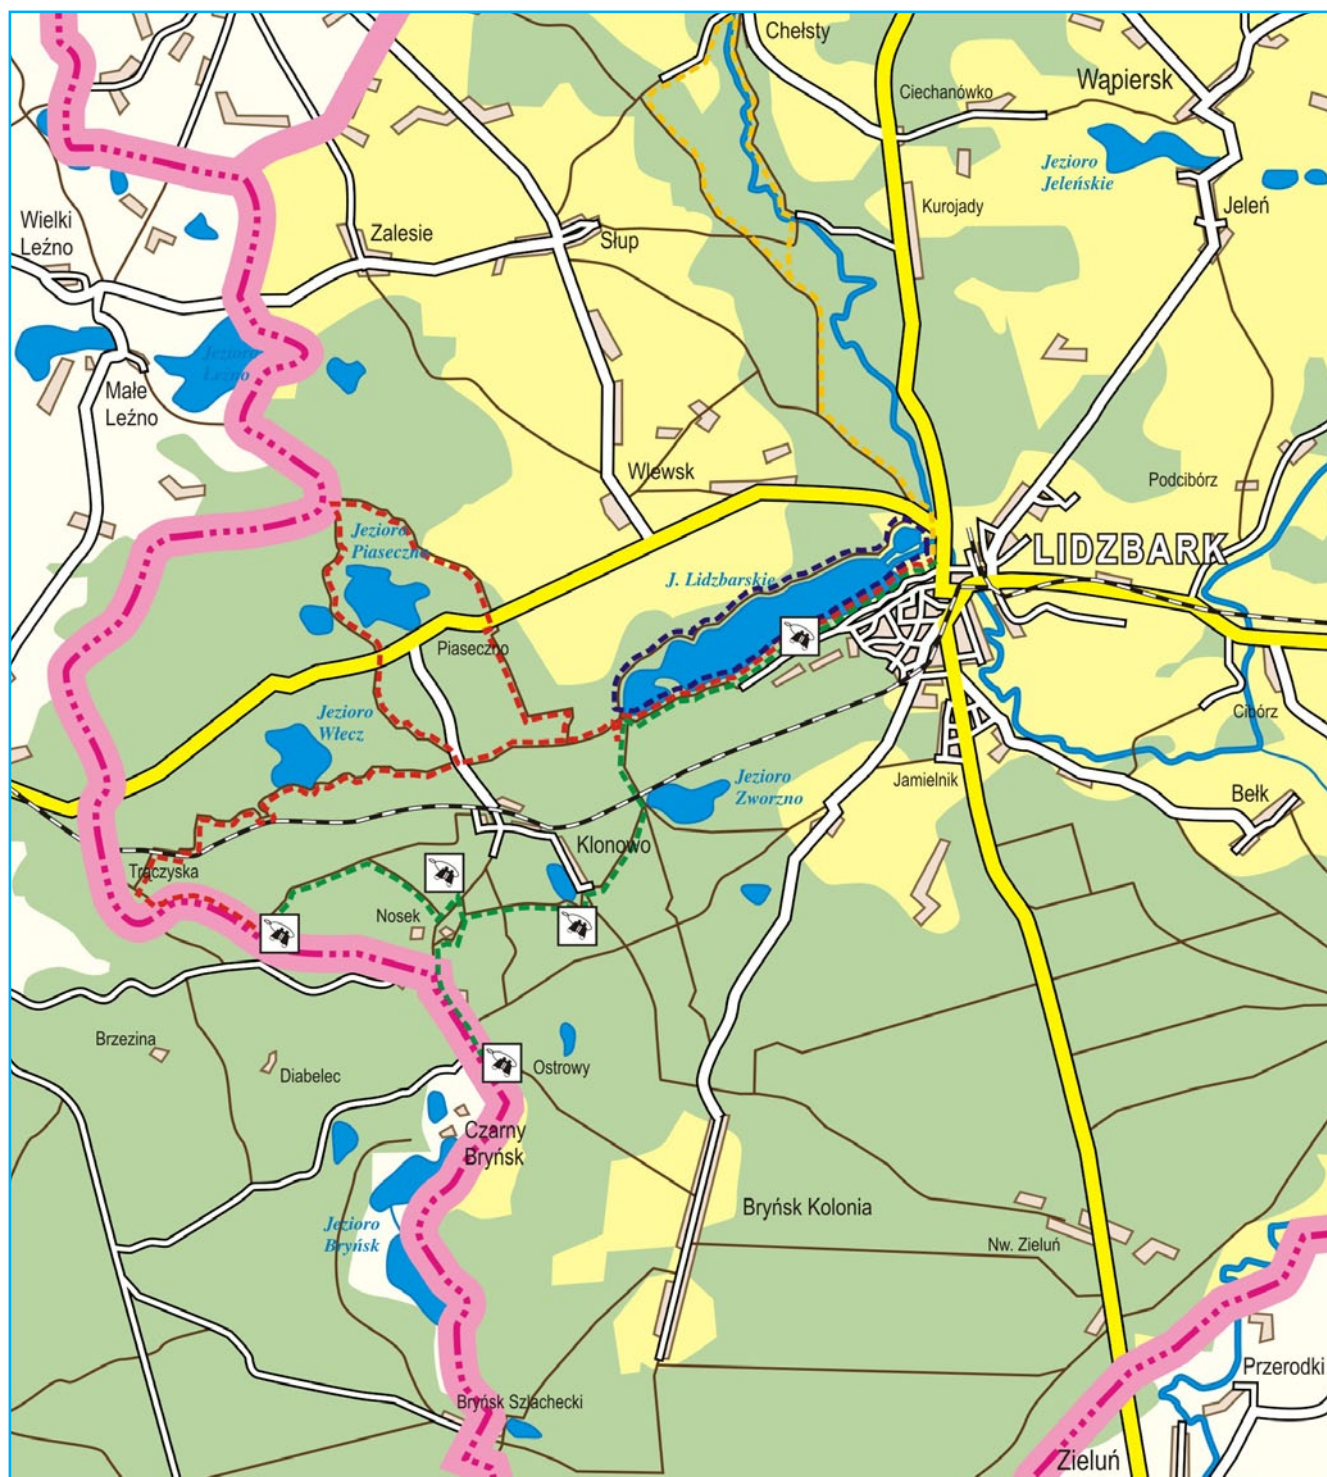 Chełsty
Wąpiersk
Ciechanówko
Jezioro
Jeleńskie
Wielki
Leźno
Zalesie
Słup
Kurojady
Jeleń
Jezioro
Leźno
Małe
Leźno
Wlewsk
Podcibórz
Jezioro
Piaseczno
LIDZBARK
J. Lidzbarskie
Piaseczno
Jezioro
Włecz
Cibórz
Jezioro
Zworzno
Jamielnik
Bełk
Klonowo
Traczyska
Nosek
Brzezina
Diabelec
Ostrowy
Czarny
Bryńsk
Bryńsk Kolonia
Jezioro
Bryńsk
Nw. Zieluń
Przerodki
Bryńsk Szlachecki
Zieluń